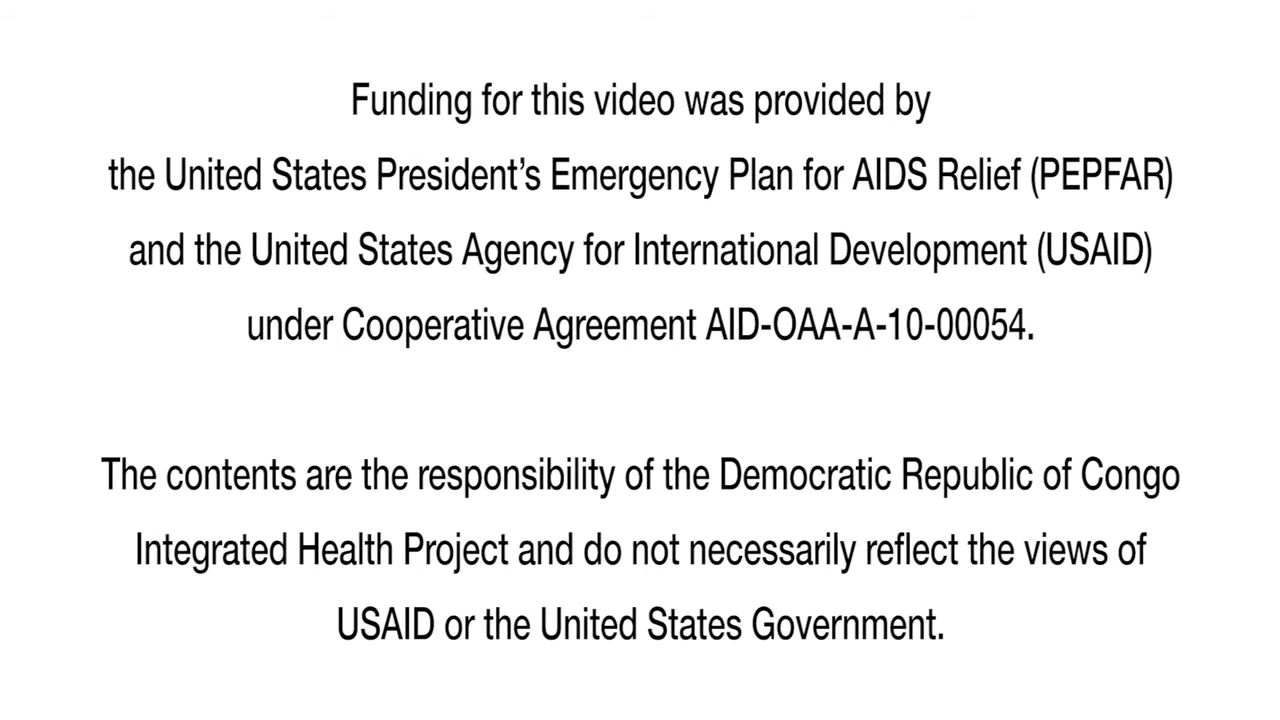 Funding for this video was provided by
the United States President’s Emergency Plan for AIDS Relief (PEPFAR)
and the United States Agency for International Development (USAID)
under Cooperative Agreement AID-OAA-A-10-00054.
The contents are the responsibility of the Democratic Republic of Congo
Integrated Health Project and do not necessarily reflect the views of
USAID or the United States Government.